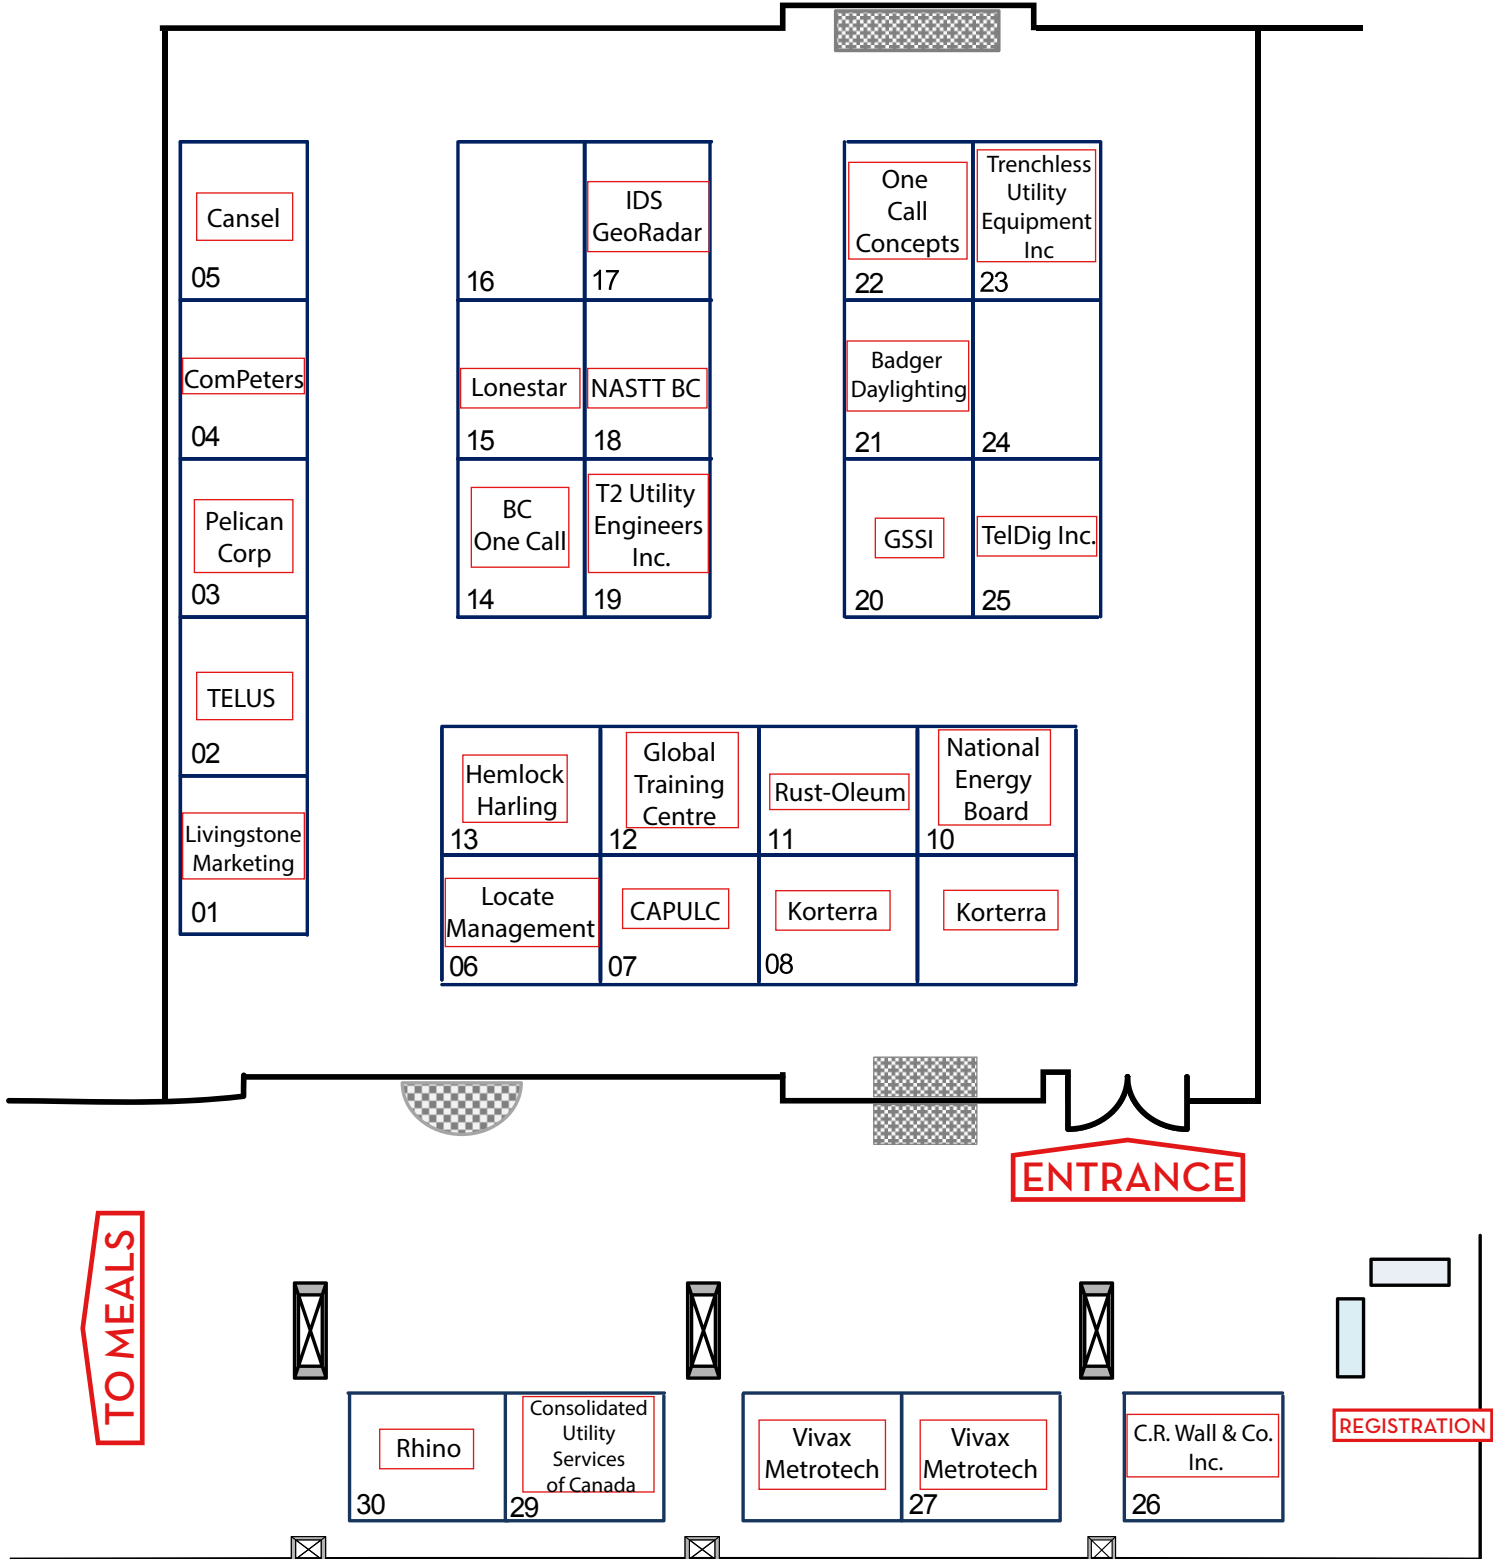 Cansel
05
ComPeters
04
Pelican
Corp
03
TELUS
02
Livingstone
Marketing
01
16
IDS
GeoRadar
17
Lonestar
15
NASTT BC
18
BC
One Call
14
T2 Utility
Engineers
Inc.
19
One
Call
Concepts
22
Trenchless
Utility
Equipment
Inc
23
Badger
Daylighting
21
24
GSSI
20
TelDig Inc.
25
Hemlock
Harling
13
Global
Training
Centre
12
Rust-Oleum
11
National
Energy
Board
10
Locate
Management
06
CAPULC
07
Korterra
08
Korterra
ENTRANCE
TO MEALS
REGISTRATION
Rhino
30
Consolidated
Utility
Services
of Canada
29
Vivax
Metrotech
Vivax
Metrotech
27
C.R. Wall & Co.
Inc.
26